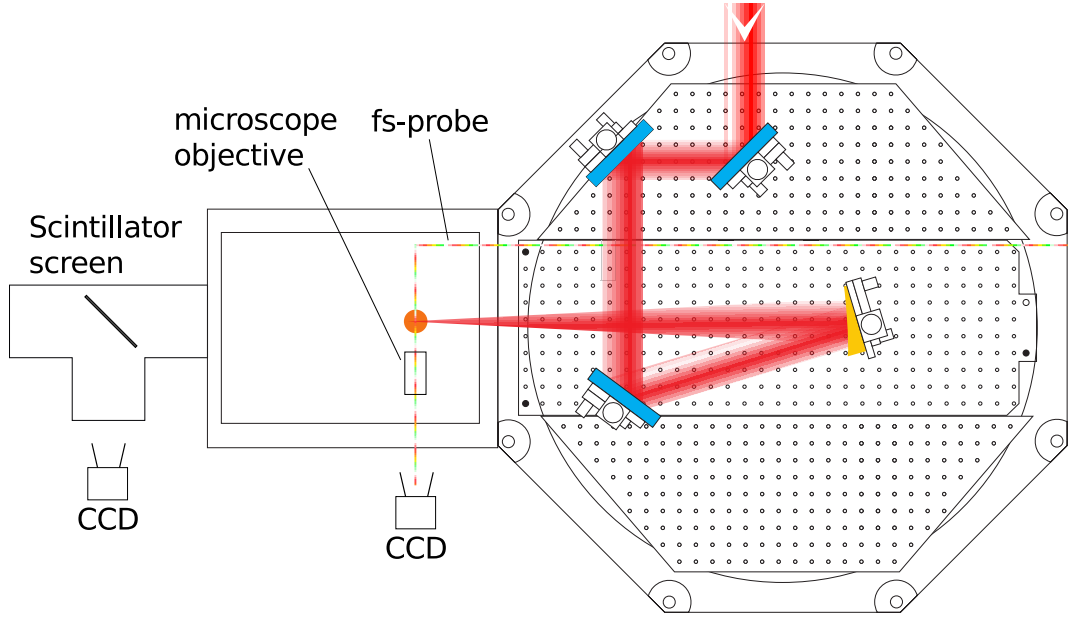 microscope
objective
fs-probe
Scintillator
screen
CCD
CCD